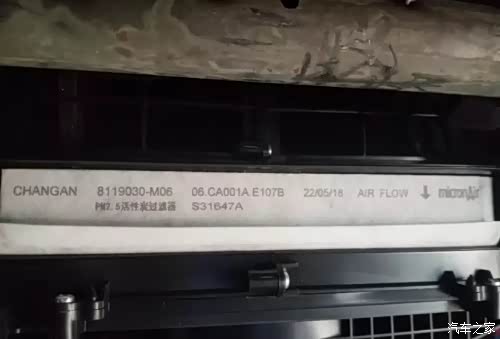 CHANGAN 8119030-M06 06.CA001A.E107B 22/05/18 AIR FLOW ↓ micronAir
PM2.5活性炭过滤器 S31647A
汽车之家